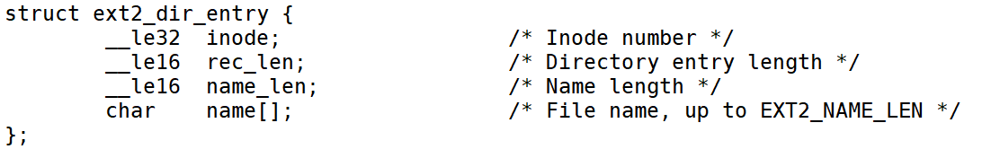 struct ext2_dir_entry {
        __le32  inode;                  /* Inode number */
        __le16  rec_len;                /* Directory entry length */
        __le16  name_len;               /* Name length */
        char    name[];                 /* File name, up to EXT2_NAME_LEN */
};